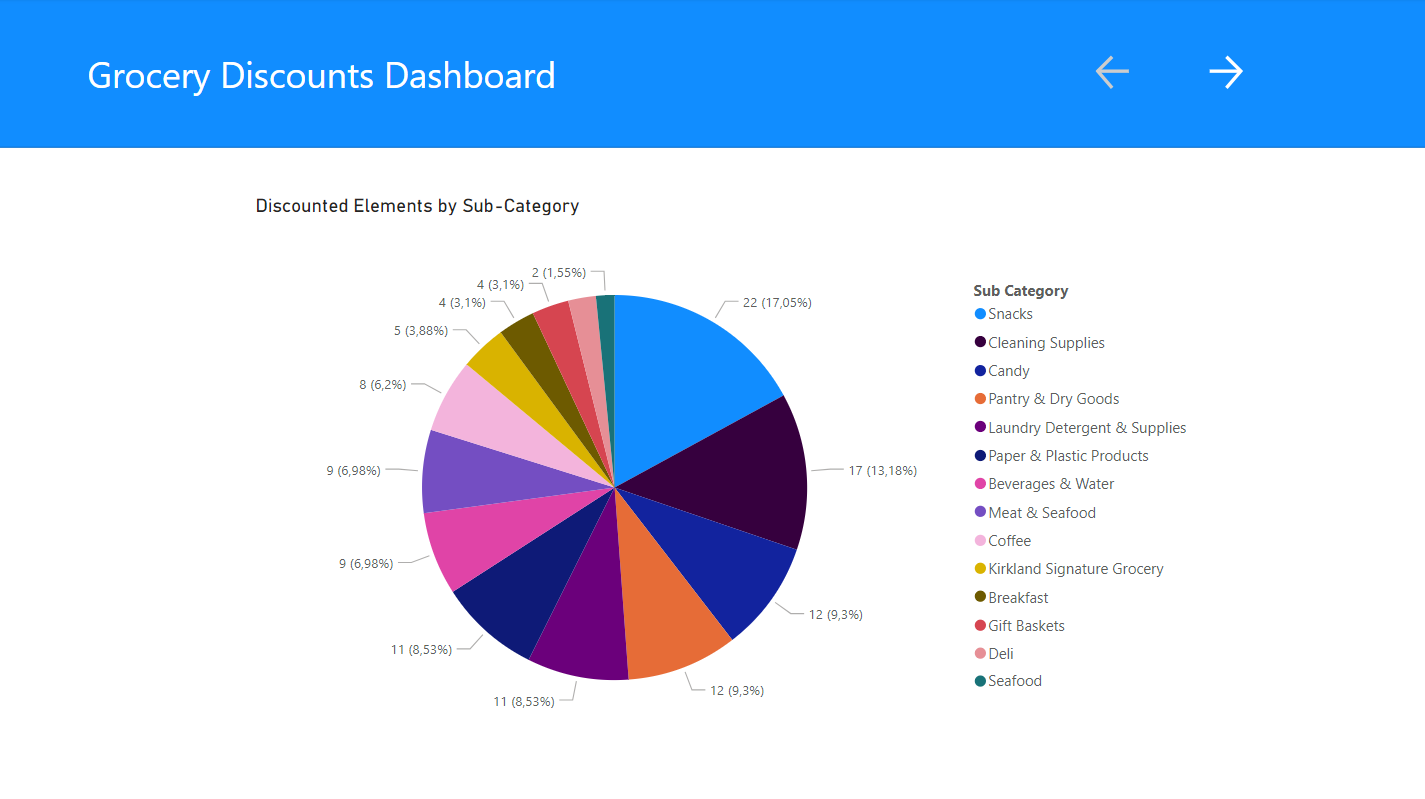 Grocery Discounts Dashboard
Discounted Elements by Sub-Category
2 (1,55%)
4 (3,1%)
4 (3,1%)
5 (3,88%)
8 (6,2%)
9 (6,98%)
9 (6,98%)
11 (8,53%)
11 (8,53%)
12 (9,3%)
12 (9,3%)
17 (13,18%)
22 (17,05%)
Sub Category
Snacks
Cleaning Supplies
Candy
Pantry & Dry Goods
Laundry Detergent & Supplies
Paper & Plastic Products
Beverages & Water
Meat & Seafood
Coffee
Kirkland Signature Grocery
Breakfast
Gift Baskets
Deli
Seafood